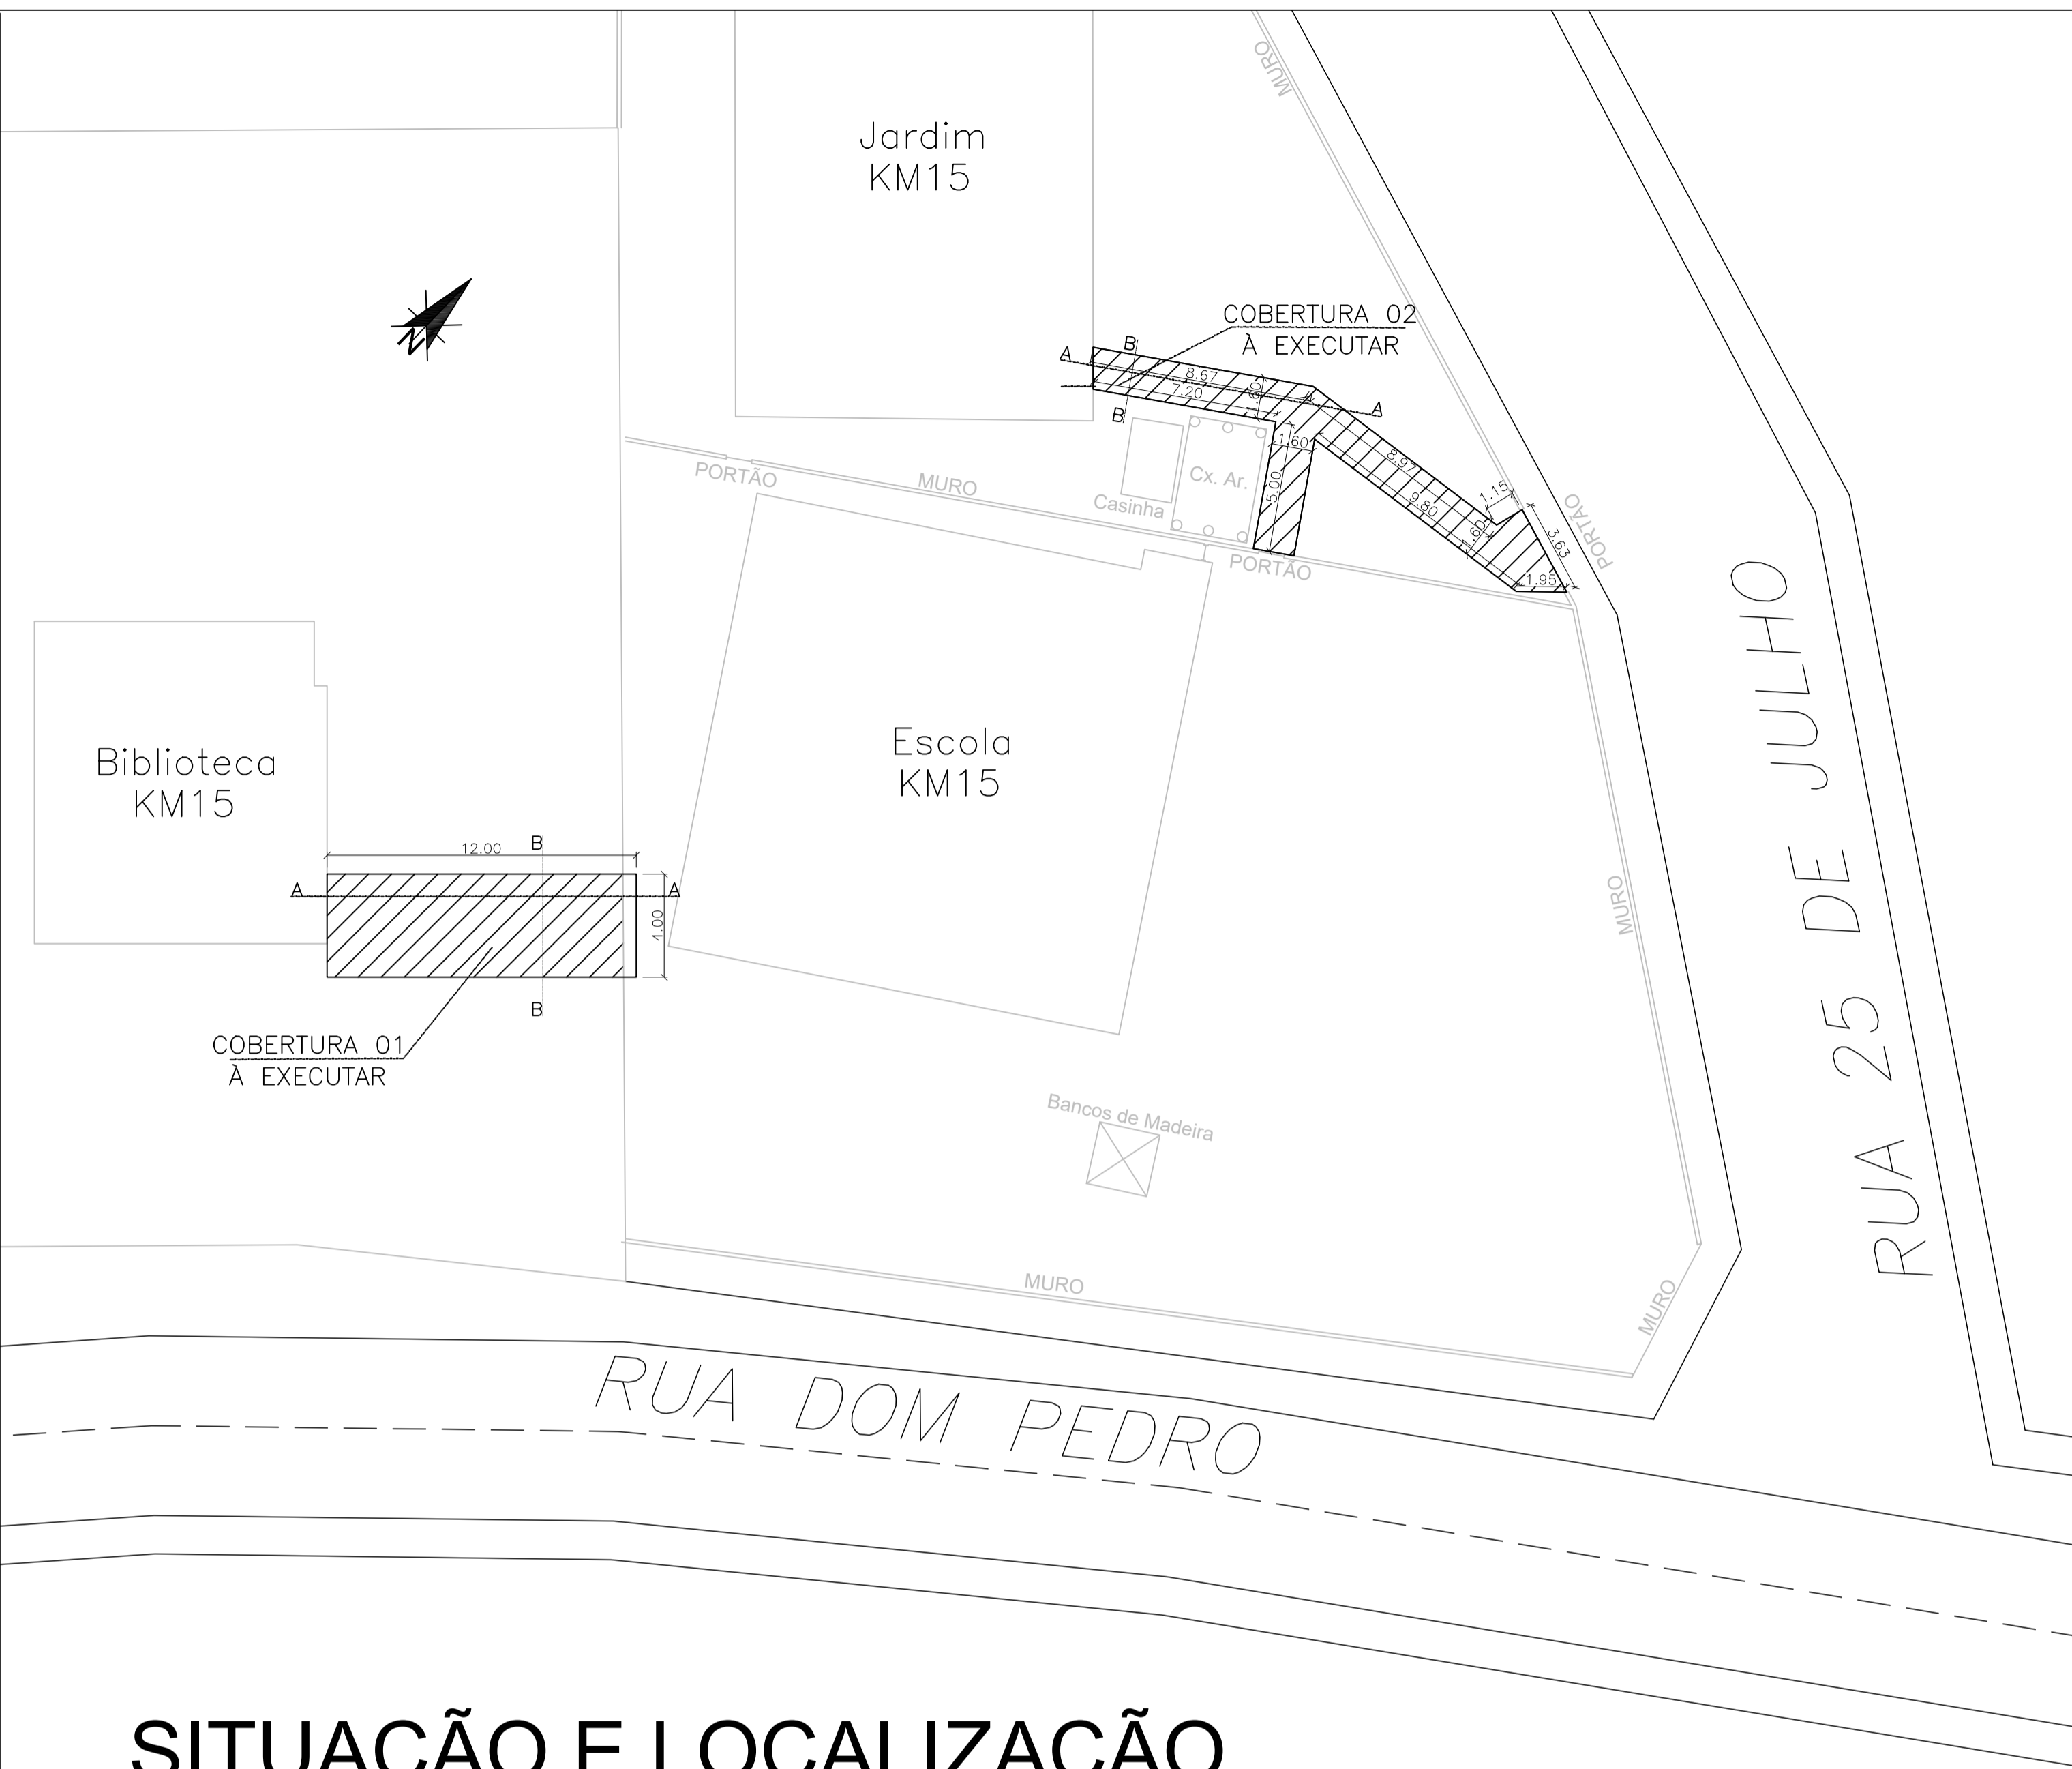 MURO
Jardim
KM15
N
COBERTURA 02
À EXECUTAR
A
B
8.67
7.20
1.60
B
A
1.60
5.00
8.97
9.80
1.15
1.60
3.63
1.95
PORTÃO
PORTÃO
MURO
Casinha
Cx. Ar.
PORTÃO
Biblioteca
KM15
Escola
KM15
12.00
B
A
A
4.00
B
COBERTURA 01
À EXECUTAR
MURO
RUA 25 DE JULHO
Bancos de Madeira
MURO
MURO
RUA DOM PEDRO
SITUAÇÃO E LOCALIZAÇÃO